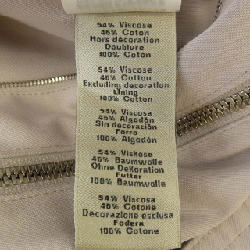 54% Viscose
46% Coton
Hors décoration
Doublure
100% Coton
54% Viscose
46% Cotton
Excluding decoration
Lining
100% Cotton
54% Viscosa
46% Algodón
Sin decoración
Forro
100% Algodón
54% Viskose
46% Baumwolle
Ohne Dekoration
Futter
100% Baumwolle
54% Viscosa
46% Cotone
Decorazione esclusa
Fodera
100% Cotone